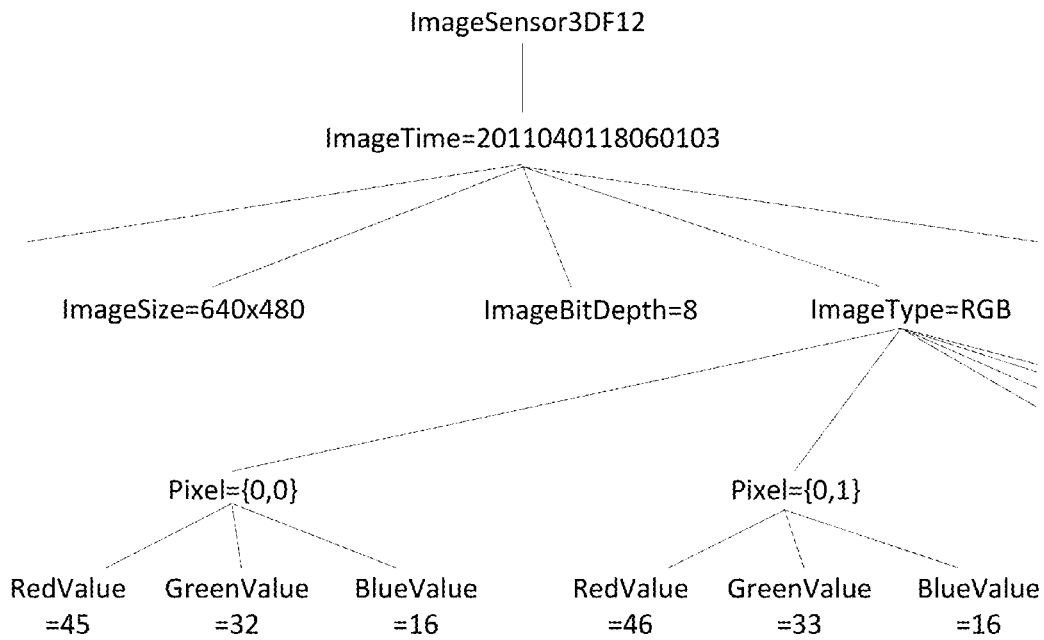 ImageSensor3DF12
ImageTime=2011040118060103
ImageSize=640x480 ImageBitDepth=8 ImageType=RGB
Pixel={0,0} Pixel={0,1}
RedValue GreenValue BlueValue RedValue GreenValue BlueValue
=45 =32 =16 =46 =33 =16